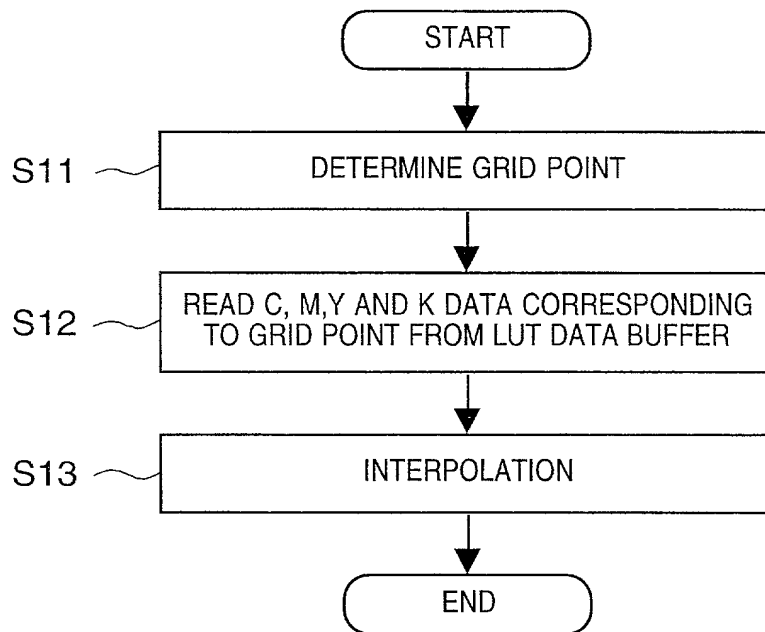 START
S11
DETERMINE GRID POINT
S12
READ C, M,Y AND K DATA CORRESPONDING
TO GRID POINT FROM LUT DATA BUFFER
S13
INTERPOLATION
END